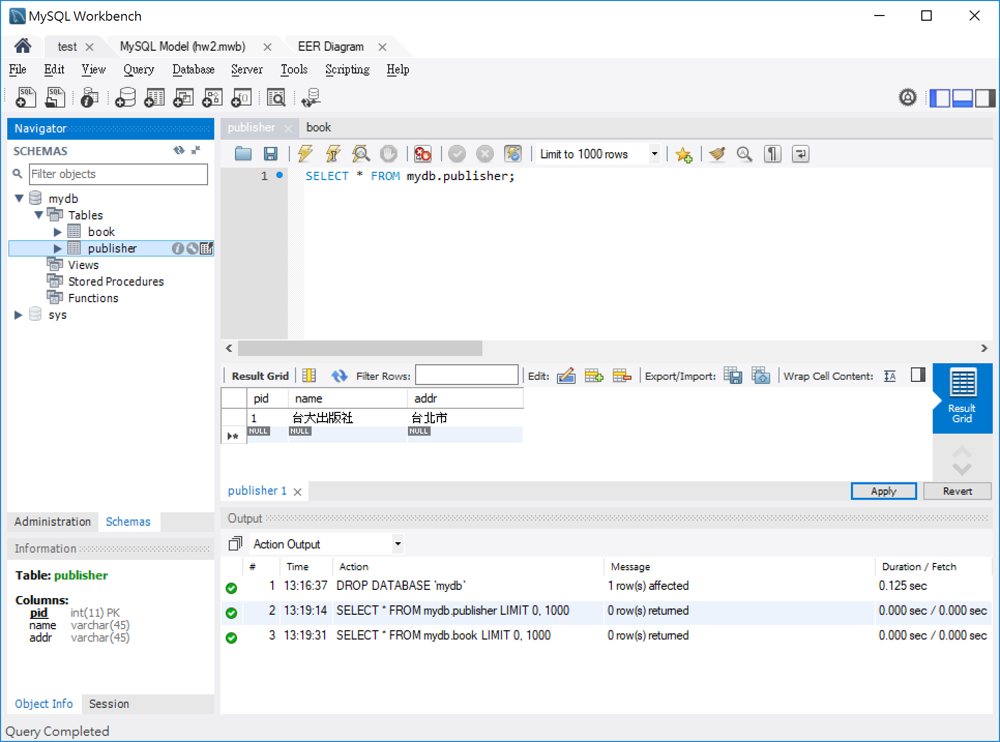 MySQL Workbench
test MySQL Model (hw2.mwb) EER Diagram
File Edit View Query Database Server Tools Scripting Help
Navigator
SCHEMAS
Filter objects
mydb
Tables
book
publisher
Views
Stored Procedures
Functions
sys
Administration Schemas
Information
Table: publisher
Columns:
pid int(11) PK
name varchar(45)
addr varchar(45)
Object Info Session
publisher book
Limit to 1000 rows
1 SELECT * FROM mydb.publisher;
Result Grid Filter Rows: Edit: Export/Import: Wrap Cell Content:
pid name addr
1 台大出版社 台北市
NULL NULL NULL
Result
Grid
publisher 1 Apply Revert
Output
Action Output
# Time Action Message Duration / Fetch
1 13:16:37 DROP DATABASE `mydb` 1 row(s) affected 0.125 sec
2 13:19:14 SELECT * FROM mydb.publisher LIMIT 0, 1000 0 row(s) returned 0.000 sec / 0.000 sec
3 13:19:31 SELECT * FROM mydb.book LIMIT 0, 1000 0 row(s) returned 0.000 sec / 0.000 sec
Query Completed